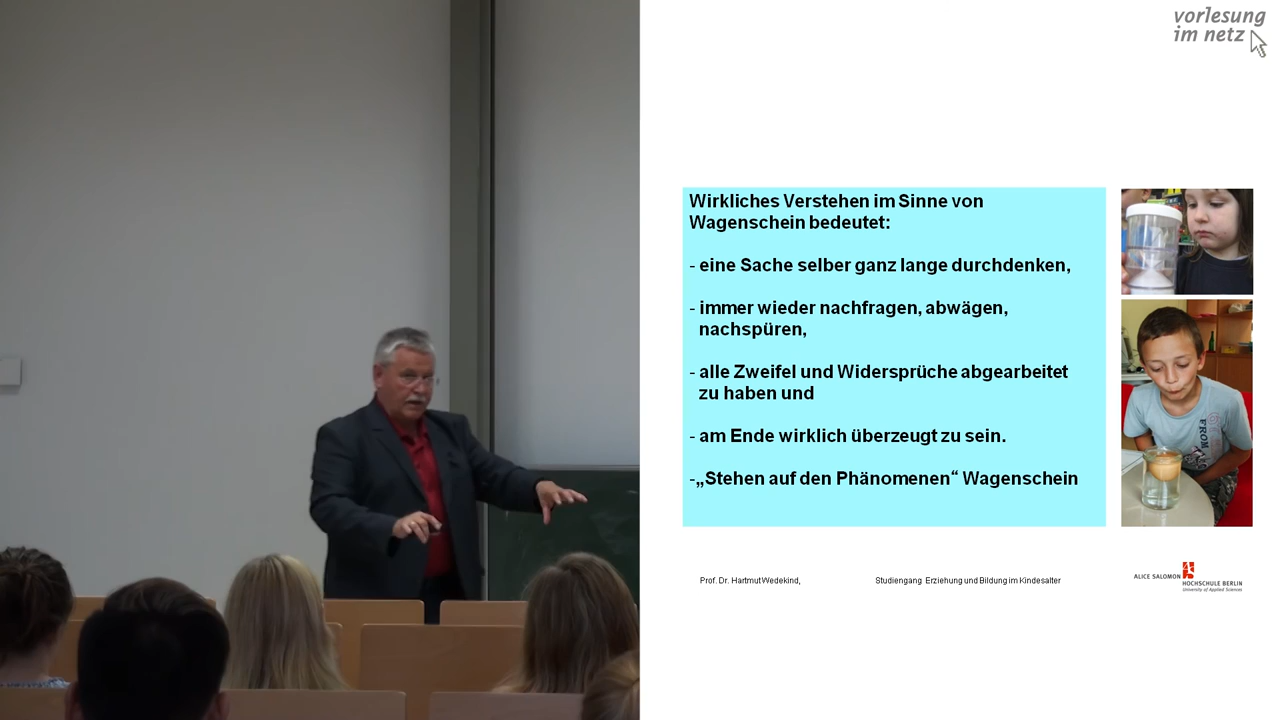 vorlesung
im netz
Wirkliches Verstehen im Sinne von
Wagenschein bedeutet:
- eine Sache selber ganz lange durchdenken,
- immer wieder nachfragen, abwägen,
nachspüren,
- alle Zweifel und Widersprüche abgearbeitet
zu haben und
- am Ende wirklich überzeugt zu sein.
-„Stehen auf den Phänomenen“ Wagenschein
FROM
Prof. Dr. Hartmut Wedekind,
Studiengang Erziehung und Bildung im Kindesalter
ALICE SALOMON
HOCHSCHULE BERLIN
University of Applied Sciences